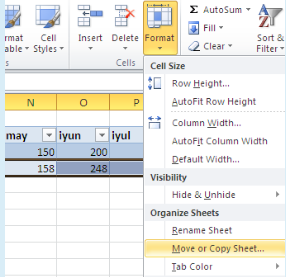 AutoSum
Fill
Clear
mat
Table
Cell
Styles
Insert
Delete
Format
Sort &
Filter
Cells
Cell Size
Row Height...
AutoFit Row Height
Column Width...
AutoFit Column Width
Default Width...
Visibility
Hide & Unhide
Organize Sheets
Rename Sheet
Move or Copy Sheet...
Tab Color
N O P
may iyun iyul
150 200
158 248